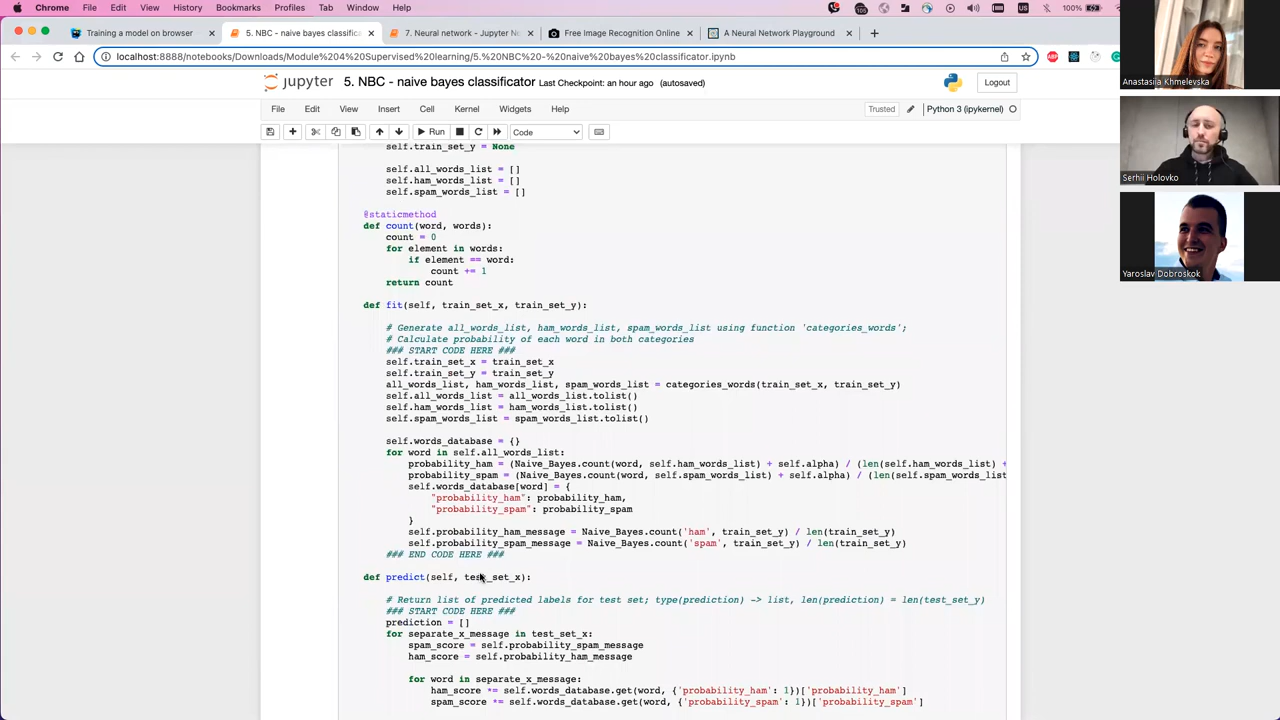 Chrome File Edit View History Bookmarks Profiles Tab Window Help 100%
Training a model on browser
5. NBC - naive bayes classifica
7. Neural network - Jupyter N
Free Image Recognition Online
A Neural Network Playground
localhost:8888/notebooks/Downloads/Module%204%20Supervised%20learning/5.%20NBC%20-%20naive%20bayes%20classificator.ipynb
jupyter 5. NBC - naive bayes classificator Last Checkpoint: an hour ago (autosaved)
Logout
File Edit View Insert Cell Kernel Widgets Help
Trusted
Python 3 (ipykernel)
Run
Code
self.train_set_y = None
self.all_words_list = []
self.ham_words_list = []
self.spam_words_list = []
@staticmethod
def count(word, words):
count = 0
for element in words:
if element == word:
count += 1
return count
def fit(self, train_set_x, train_set_y):
# Generate all_words_list, ham_words_list, spam_words_list using function 'categories_words';
# Calculate probability of each word in both categories
### START CODE HERE ###
self.train_set_x = train_set_x
self.train_set_y = train_set_y
all_words_list, ham_words_list, spam_words_list = categories_words(train_set_x, train_set_y)
self.all_words_list = all_words_list.tolist()
self.ham_words_list = ham_words_list.tolist()
self.spam_words_list = spam_words_list.tolist()
self.words_database = {}
for word in self.all_words_list:
probability_ham = (Naive_Bayes.count(word, self.ham_words_list) + self.alpha) / (len(self.ham_words_list) +
probability_spam = (Naive_Bayes.count(word, self.spam_words_list) + self.alpha) / (len(self.spam_words_list
self.words_database[word] = {
"probability_ham": probability_ham,
"probability_spam": probability_spam
}
self.probability_ham_message = Naive_Bayes.count('ham', train_set_y) / len(train_set_y)
self.probability_spam_message = Naive_Bayes.count('spam', train_set_y) / len(train_set_y)
### END CODE HERE ###
def predict(self, test_set_x):
# Return list of predicted labels for test set; type(prediction) -> list, len(prediction) = len(test_set_y)
### START CODE HERE ###
prediction = []
for separate_x_message in test_set_x:
spam_score = self.probability_spam_message
ham_score = self.probability_ham_message
for word in separate_x_message:
ham_score *= self.words_database.get(word, {'probability_ham': 1})['probability_ham']
spam_score *= self.words_database.get(word, {'probability_spam': 1})['probability_spam']
Anastasiia Khmelevska
Serhii Holovko
Yaroslav Dobroskok